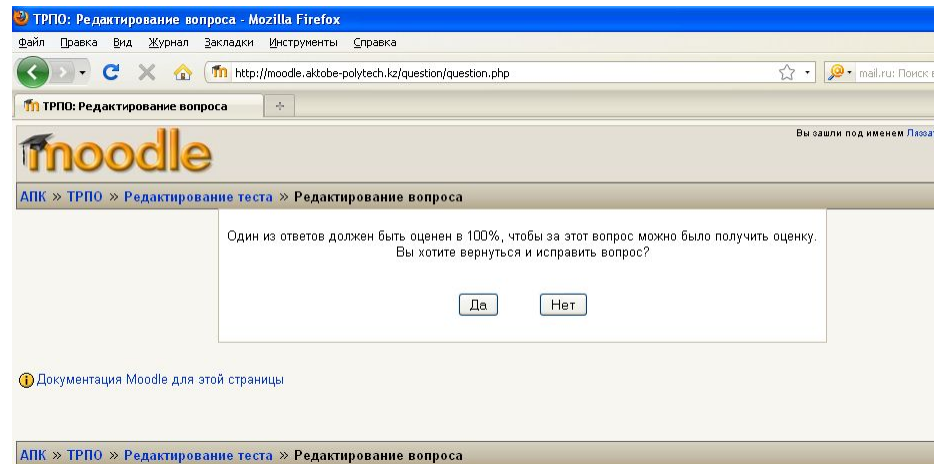 ТРПО: Редактирование вопроса - Mozilla Firefox
Файл Правка Вид Журнал Закладки Инструменты Справка
http://moodle.aktobe-polytech.kz/question/question.php mail.ru: Поиск
ТРПО: Редактирование вопроса
Вы зашли под именем
moodle
АПК » ТРПО » Редактирование теста » Редактирование вопроса
Один из ответов должен быть оценен в 100%, чтобы за этот вопрос можно было получить оценку.
Вы хотите вернуться и исправить вопрос?
Да Нет
Документация Moodle для этой страницы
АПК » ТРПО » Редактирование теста » Редактирование вопроса